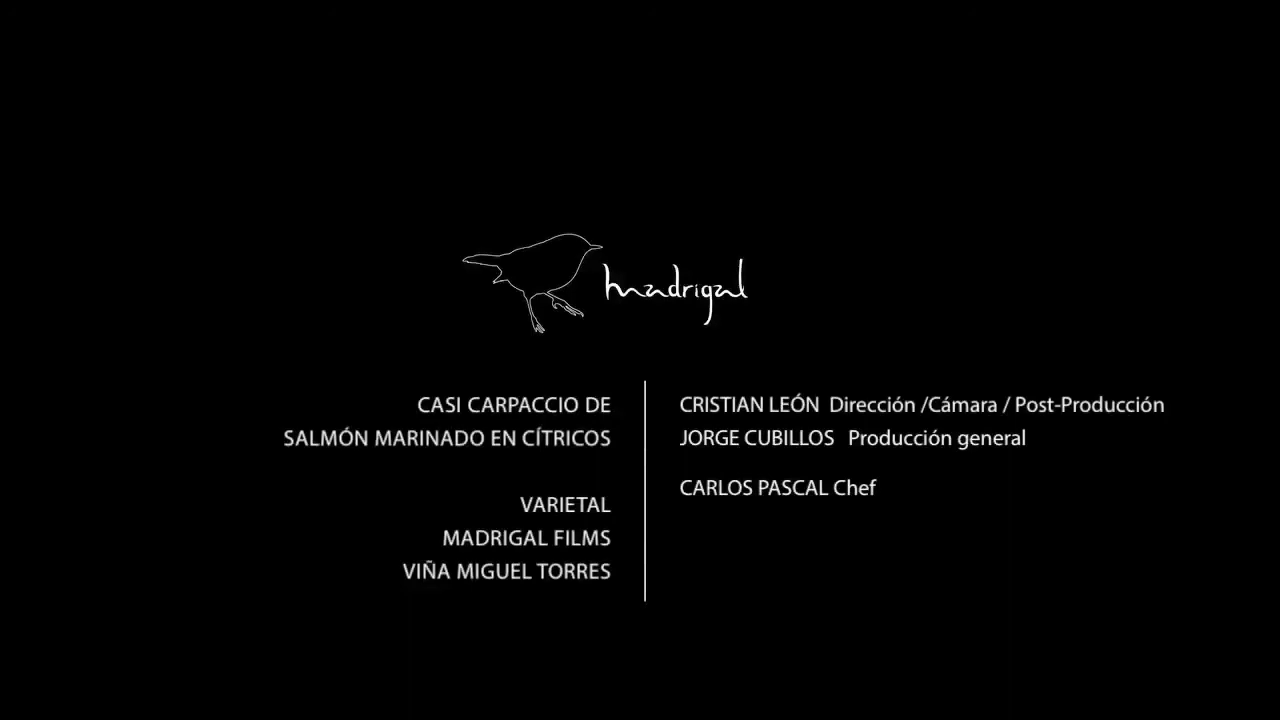 madrigal
CASI CARPACCIO DE
SALMÓN MARINADO EN CÍTRICOS
VARIETAL
MADRIGAL FILMS
VIÑA MIGUEL TORRES
CRISTIAN LEÓN Dirección /Cámara / Post-Producción
JORGE CUBILLOS Producción general
CARLOS PASCAL Chef